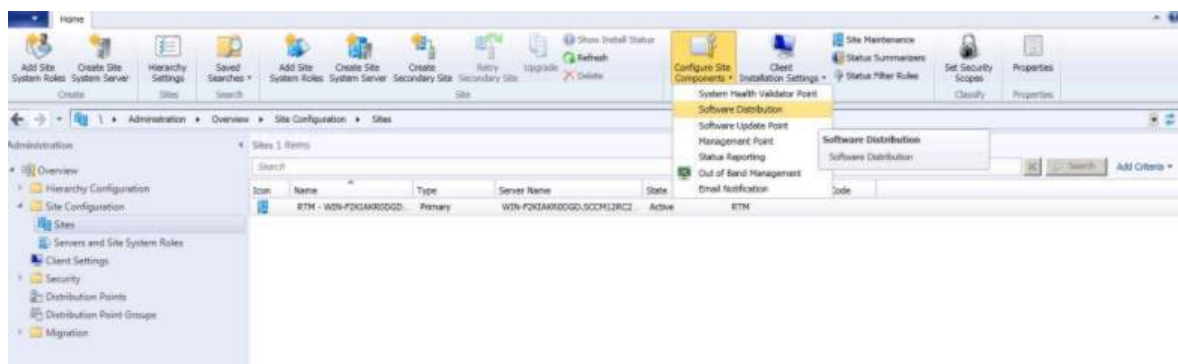 Home
Add Site System Roles
Create Site System Server
Hierarchy Settings
Saved Searches
Add Site System Roles
Create Site System Server
Create Secondary Site
Retry Secondary Site
Upgrade
Show Install Status
Refresh
Delete
Configure Site Components
Client Installation Settings
Site Maintenance
Status Summarizers
Status Filter Rules
Set Security Scopes
Properties
Create
Sites
Search
Site
Classify
Properties
System Health Validator Point
Software Distribution
Software Update Point
Management Point
Status Reporting
Out of Band Management
Email Notification
Software Distribution
Software Distribution
\ Administration Overview Site Configuration Sites
Administration
Overview
Hierarchy Configuration
Site Configuration
Sites
Servers and Site System Roles
Client Settings
Security
Distribution Points
Distribution Point Groups
Migration
Sites 1 items
Search
Search
Add Criteria
Icon Name Type Server Name State Code
RTM - Primary Active RTM